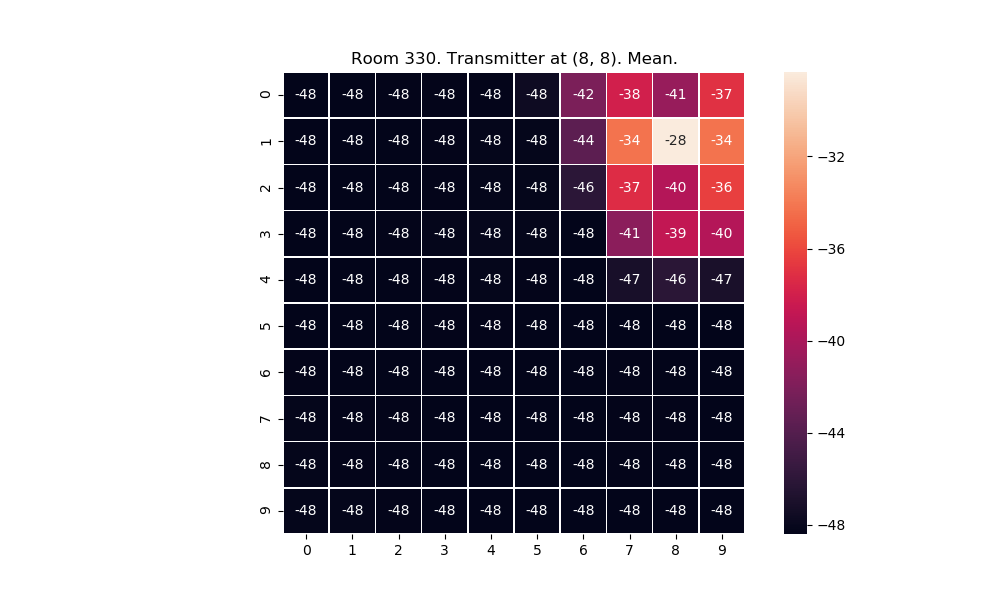 Room 330. Transmitter at (8, 8). Mean.
0 -48 -48 -48 -48 -48 -48 -42 -38 -41 -37
1 -48 -48 -48 -48 -48 -48 -44 -34 -28 -34
2 -48 -48 -48 -48 -48 -48 -46 -37 -40 -36
3 -48 -48 -48 -48 -48 -48 -48 -41 -39 -40
4 -48 -48 -48 -48 -48 -48 -48 -47 -46 -47
5 -48 -48 -48 -48 -48 -48 -48 -48 -48 -48
6 -48 -48 -48 -48 -48 -48 -48 -48 -48 -48
7 -48 -48 -48 -48 -48 -48 -48 -48 -48 -48
8 -48 -48 -48 -48 -48 -48 -48 -48 -48 -48
9 -48 -48 -48 -48 -48 -48 -48 -48 -48 -48
0 1 2 3 4 5 6 7 8 9
−32
−36
−40
−44
−48